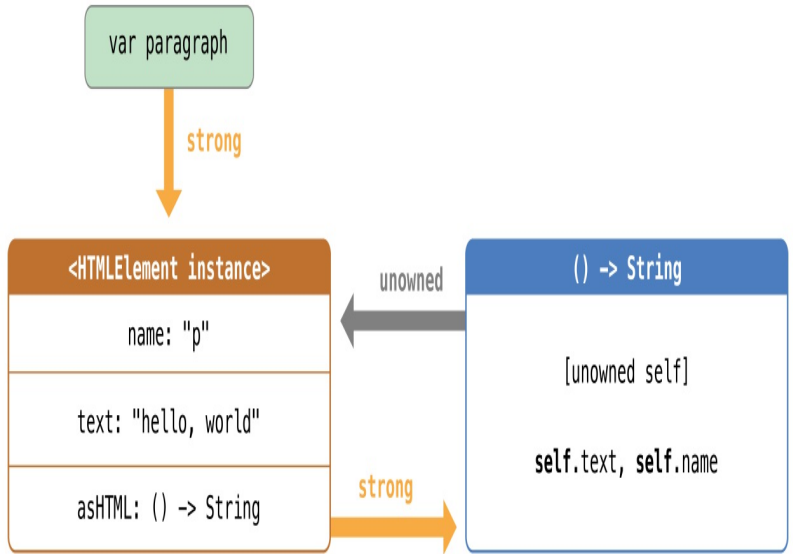 var paragraph
strong
<HTMLElement instance>
name: "p"
text: "hello, world"
asHTML: () -> String
unowned
strong
() -> String
[unowned self]
self.text, self.name